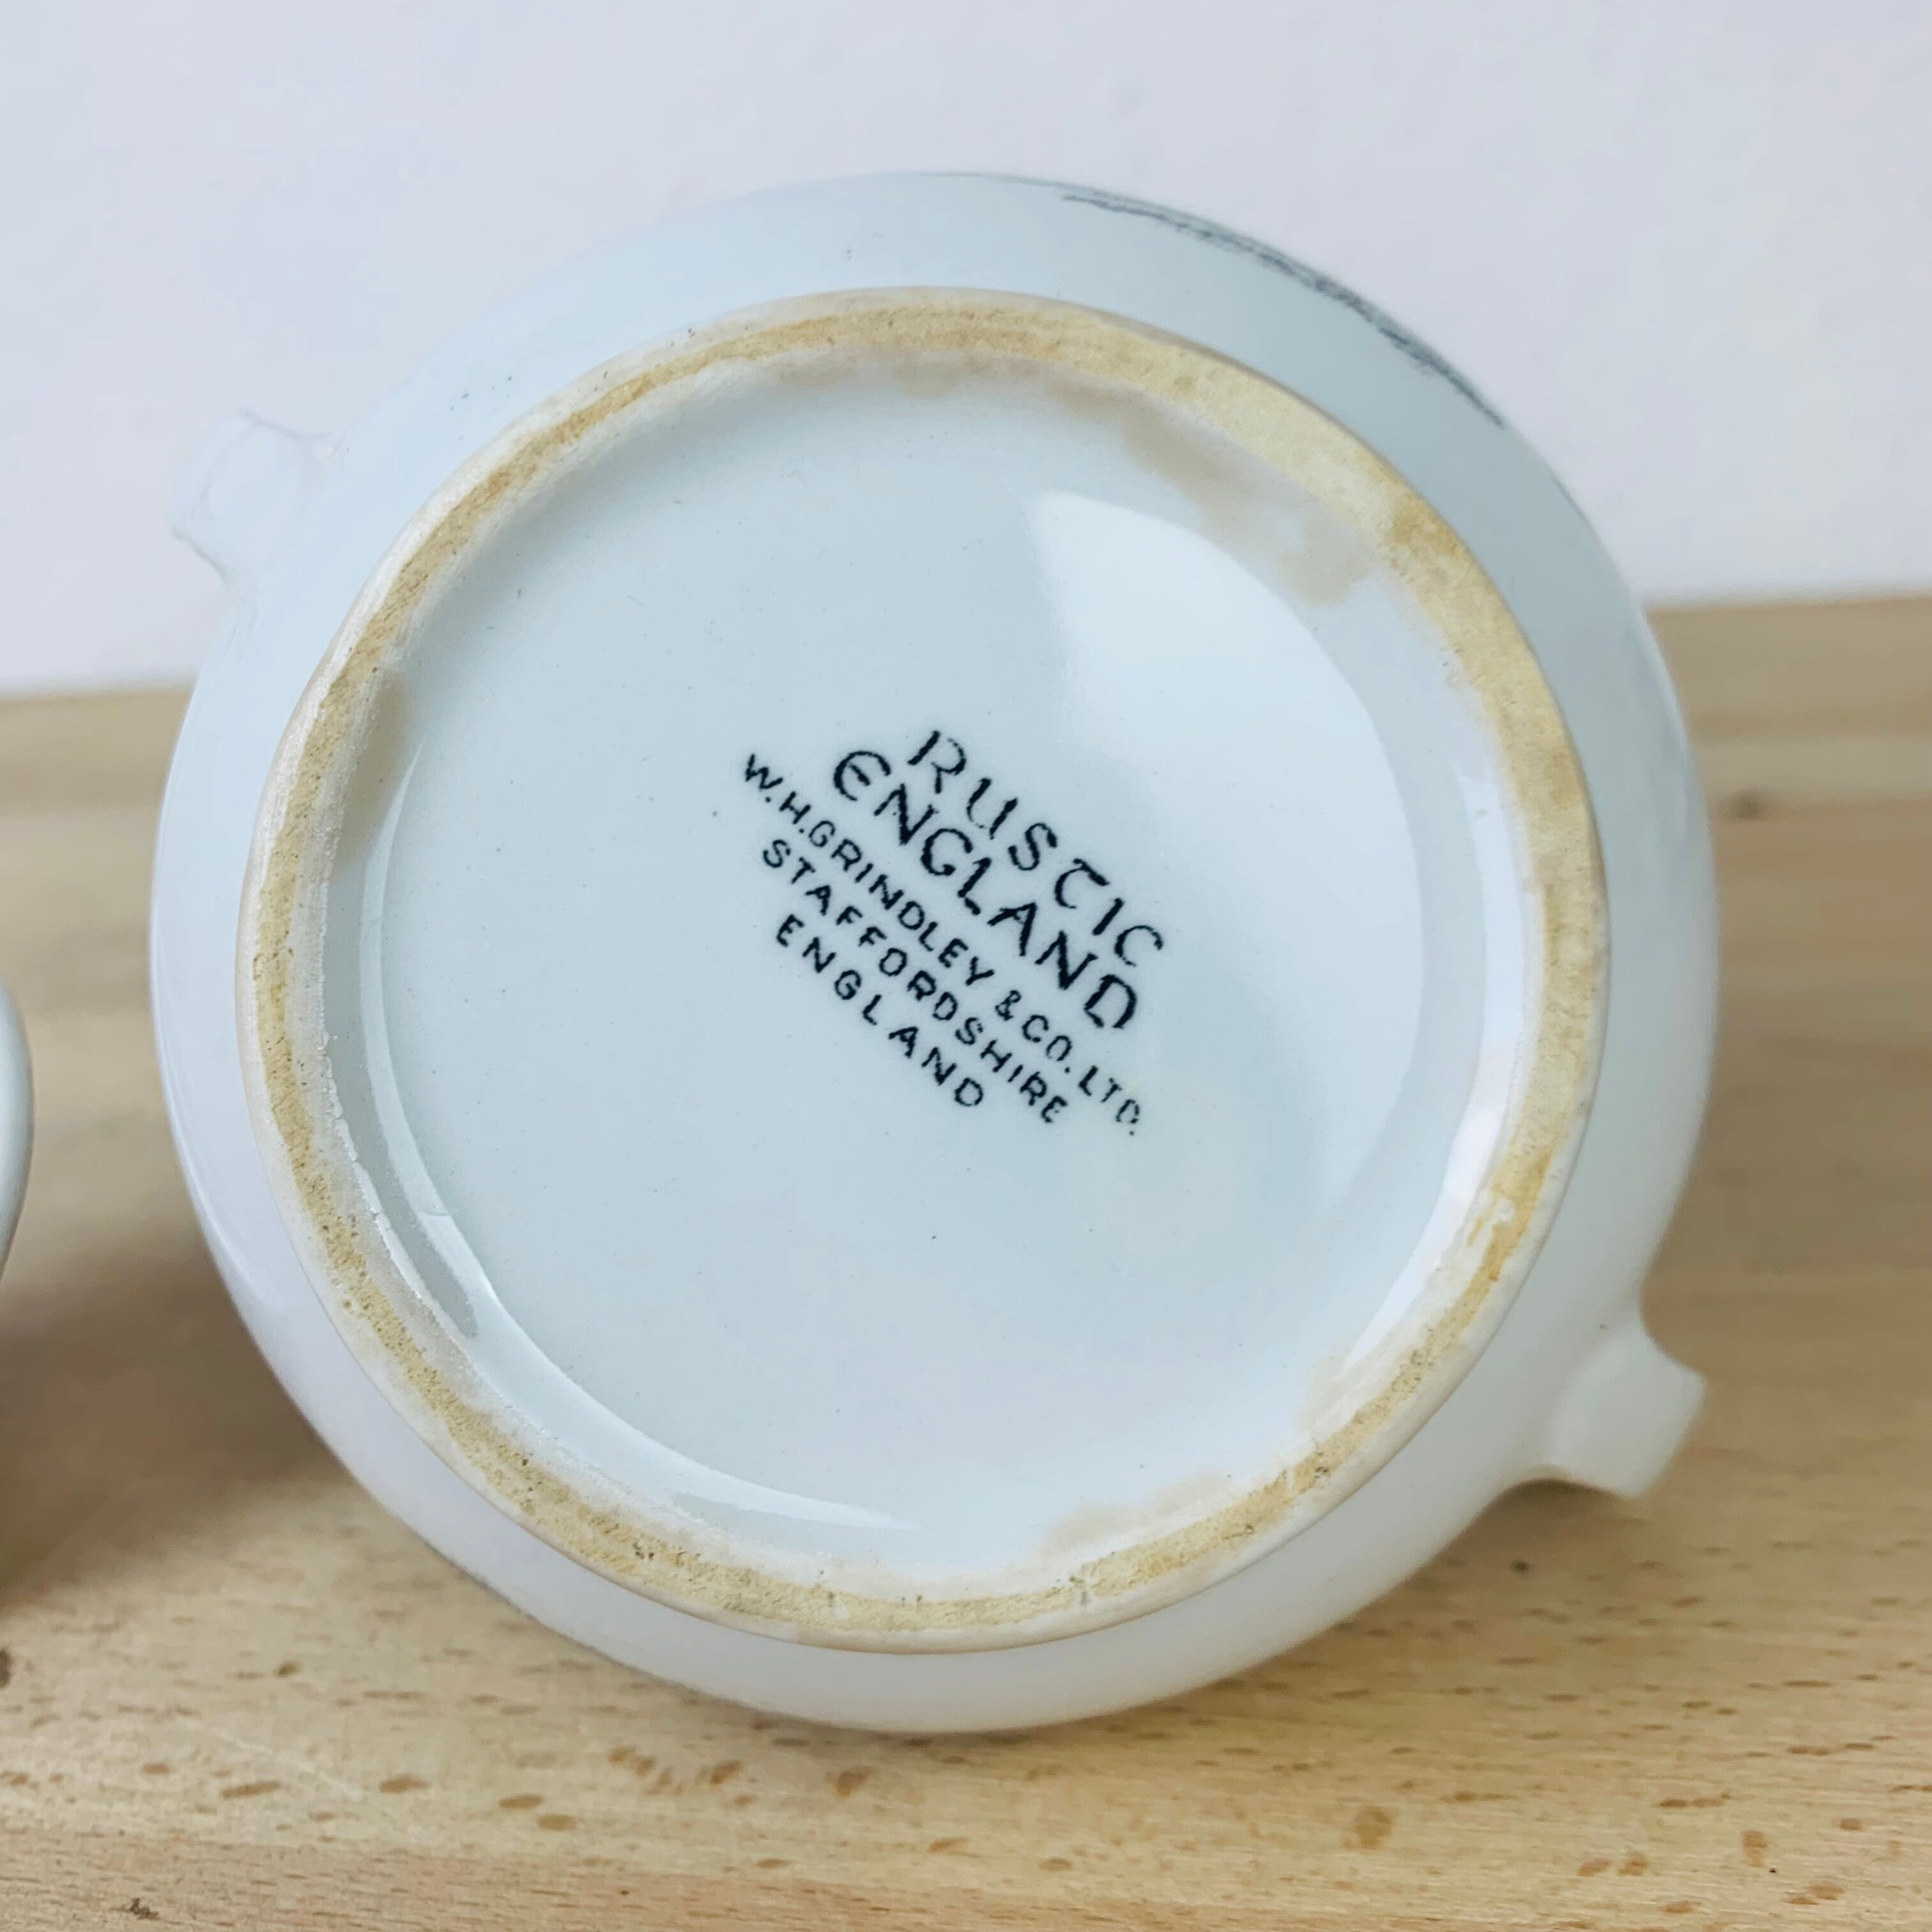 RUSTIC
ENGLAND
W.H.GRINDLEY & CO. LTD.
STAFFORDSHIRE
ENGLAND